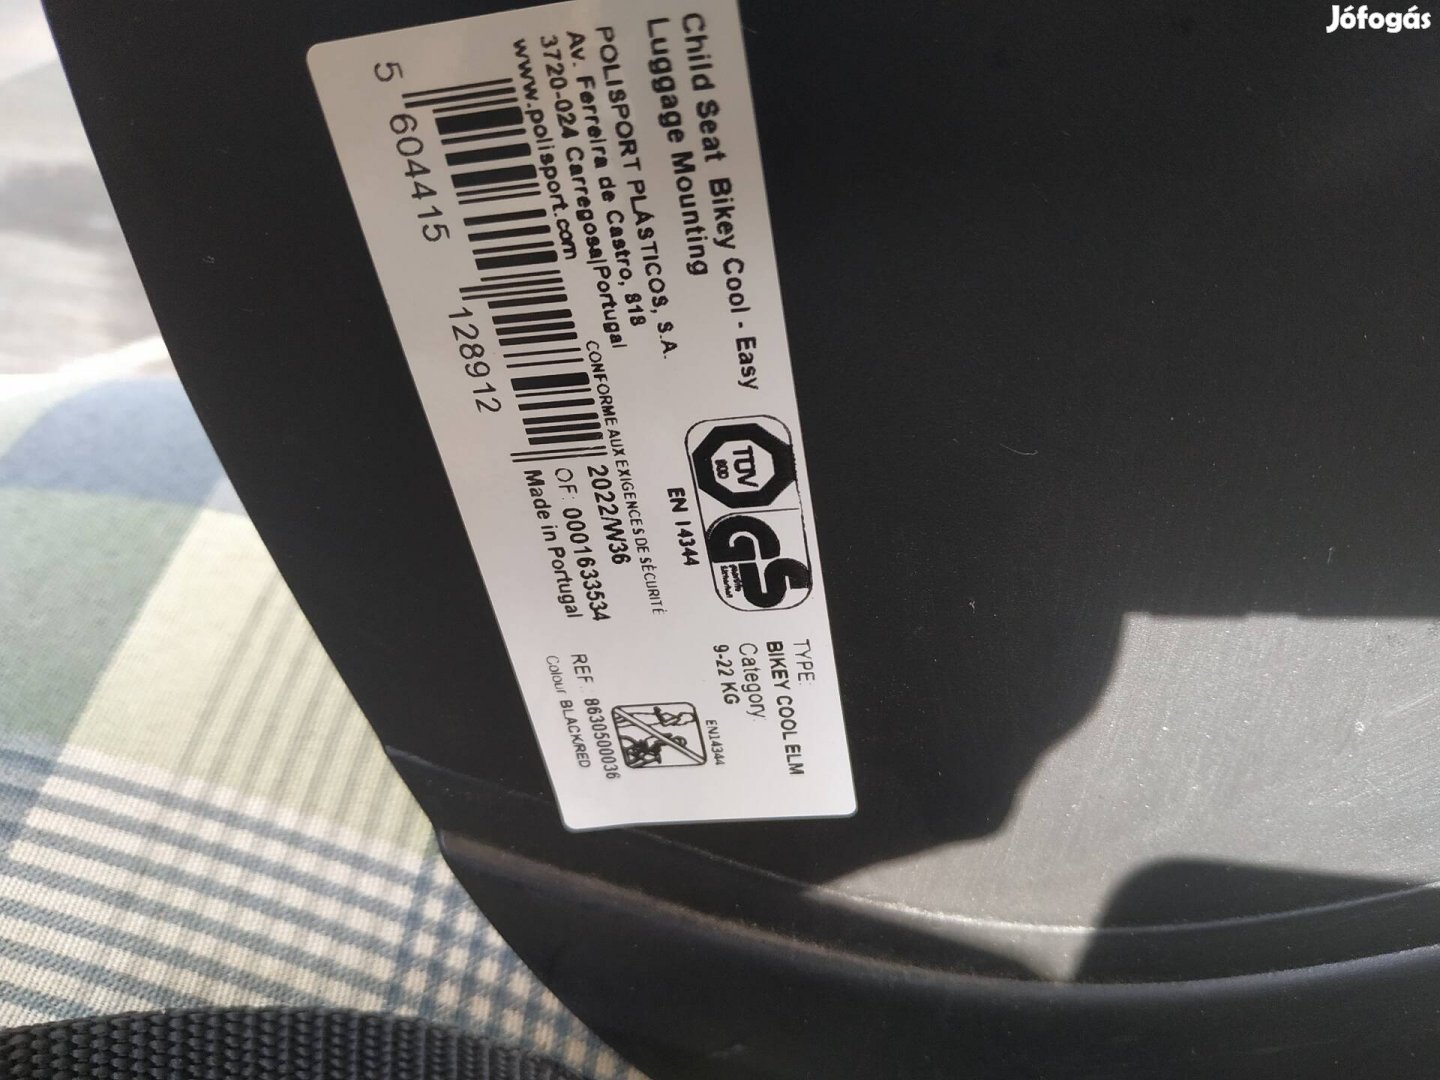 Jófogás
Child Seat Bikey Cool - Easy
Luggage Mounting
POLISPORT PLÁSTICOS, S.A.
Av. Ferreira de Castro, 818
3720-024 Carregosa|Portugal
www.polisport.com
CONFORME AUX EXIGENCES DE SÉCURITÉ
2022/W36
OF: 0001633534
Made in Portugal
5 604415 128912
TÜV
SÜD
GS
EN 14344
TYPE:
BIKEY COOL ELM
Category:
9-22 KG
EN14344
REF.: 8630500036
Colour BLACK/RED